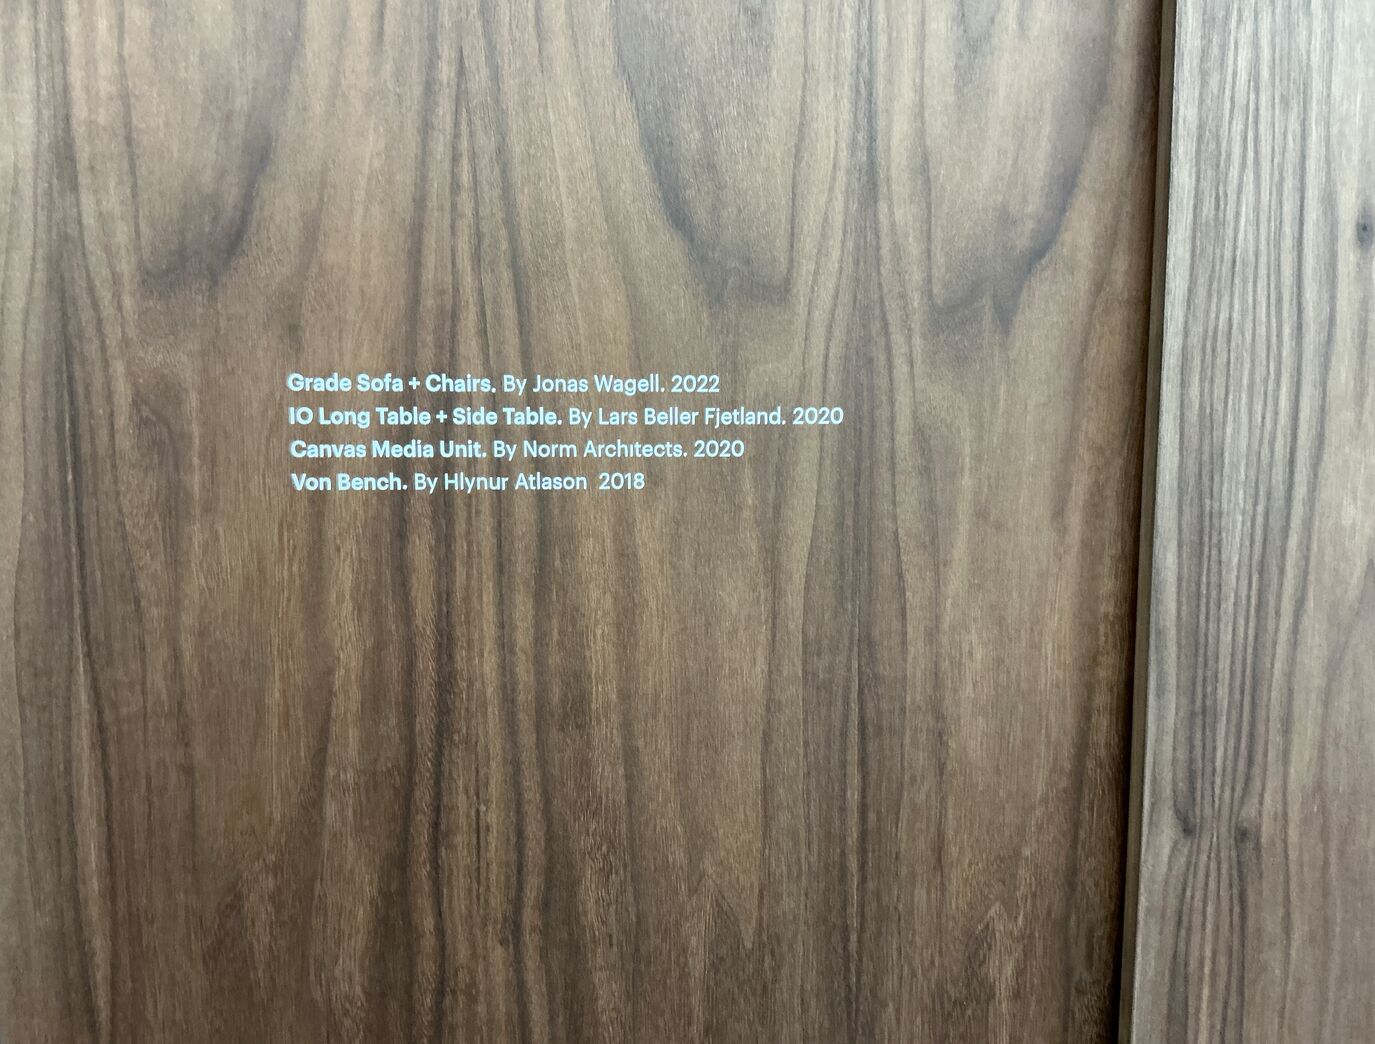 Grade Sofa + Chairs. By Jonas Wagell. 2022
IO Long Table + Side Table. By Lars Beller Fjetland. 2020
Canvas Media Unit. By Norm Architects. 2020
Von Bench. By Hlynur Atlason 2018